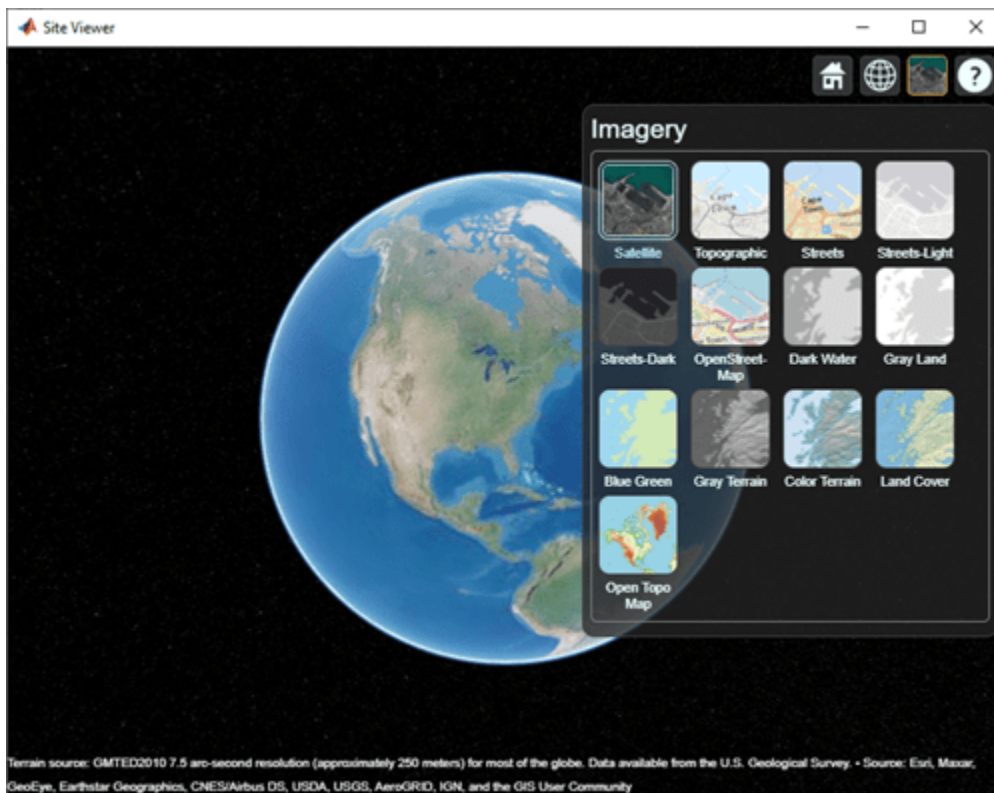 Site Viewer
?
Imagery
Satellite Topographic Streets Streets-Light
Cape Town
Streets-Dark OpenStreet-Map Dark Water Gray Land
Blue Green Gray Terrain Color Terrain Land Cover
Open Topo Map
Terrain source: GMTED2010 7.5 arc-second resolution (approximately 250 meters) for most of the globe. Data available from the U.S. Geological Survey. • Source: Esri, Maxar,
GeoEye, Earthstar Geographics, CNES/Airbus DS, USDA, USGS, AeroGRID, IGN, and the GIS User Community